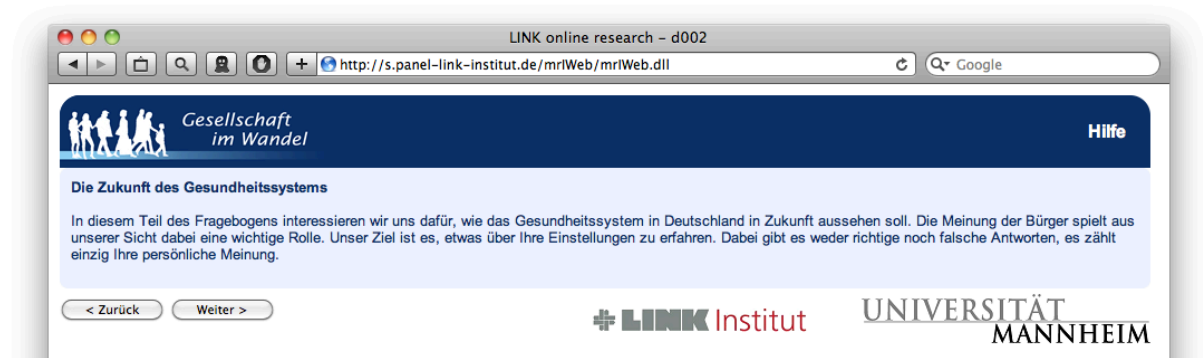 LINK online research – d002
http://s.panel-link-institut.de/mrIWeb/mrIWeb.dll
Google
Gesellschaft
im Wandel
Hilfe
Die Zukunft des Gesundheitssystems
In diesem Teil des Fragebogens interessieren wir uns dafür, wie das Gesundheitssystem in Deutschland in Zukunft aussehen soll. Die Meinung der Bürger spielt aus
unserer Sicht dabei eine wichtige Rolle. Unser Ziel ist es, etwas über Ihre Einstellungen zu erfahren. Dabei gibt es weder richtige noch falsche Antworten, es zählt
einzig Ihre persönliche Meinung.
< Zurück
Weiter >
LINK Institut
UNIVERSITÄT
MANNHEIM